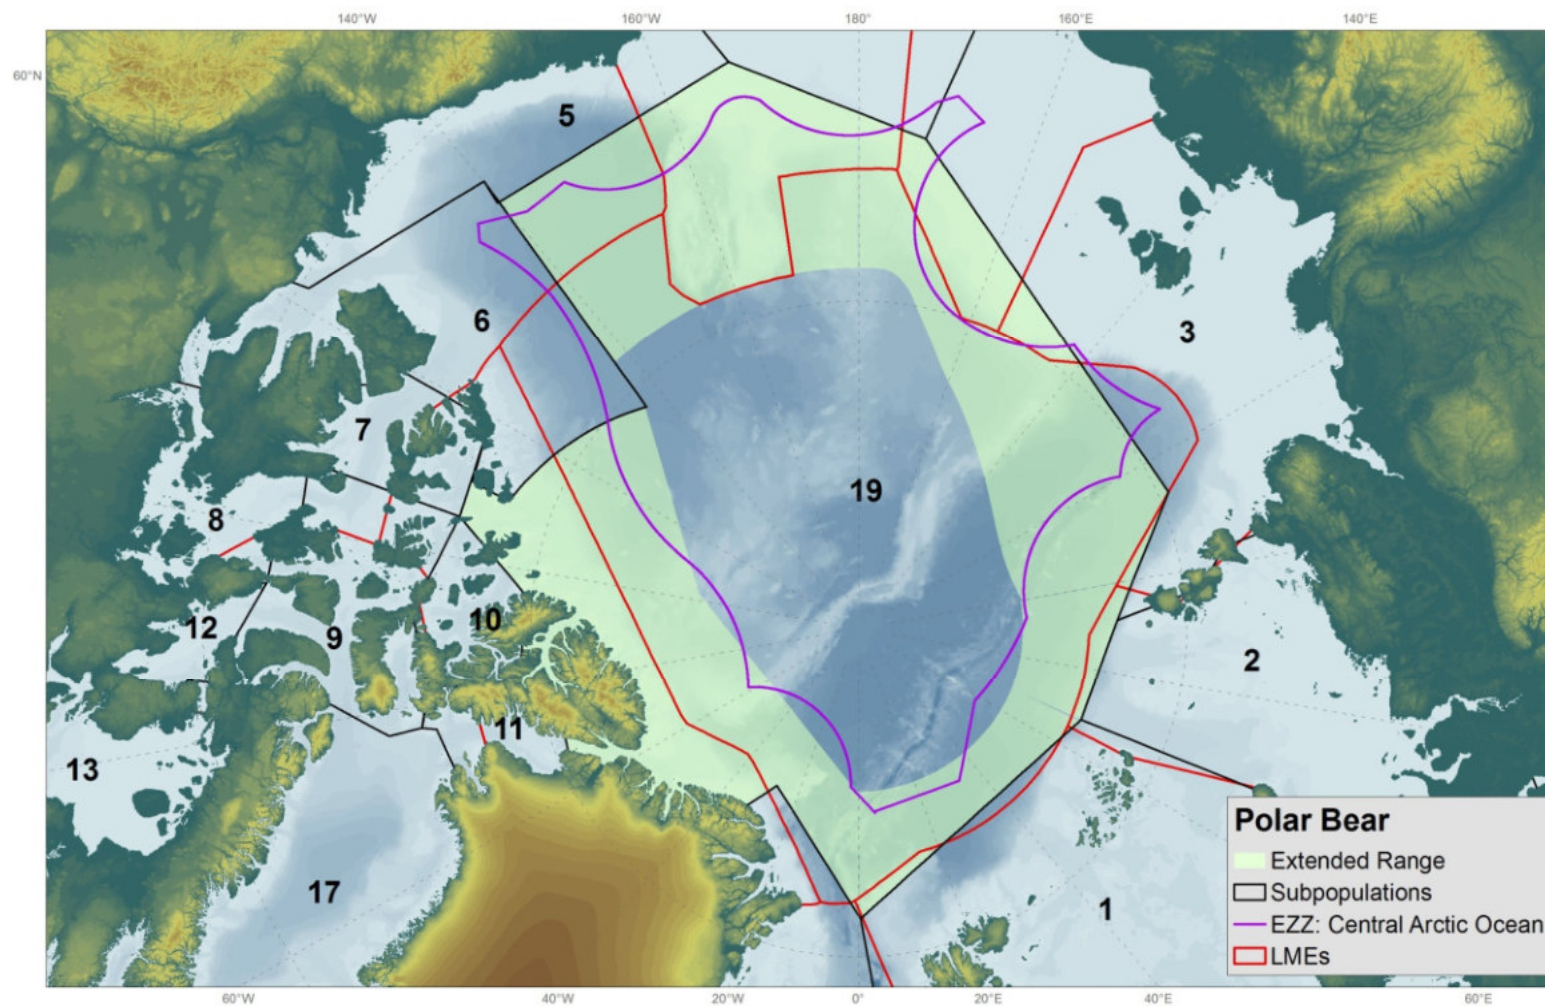 140°W 160°W 180° 160°E 140°E
60°N
5
3
6
7
19
8
10
12
9
2
11
13
17
1
Polar Bear
Extended Range
Subpopulations
EZZ: Central Arctic Ocean
LMEs
60°W 40°W 20°W 0° 20°E 40°E 60°E